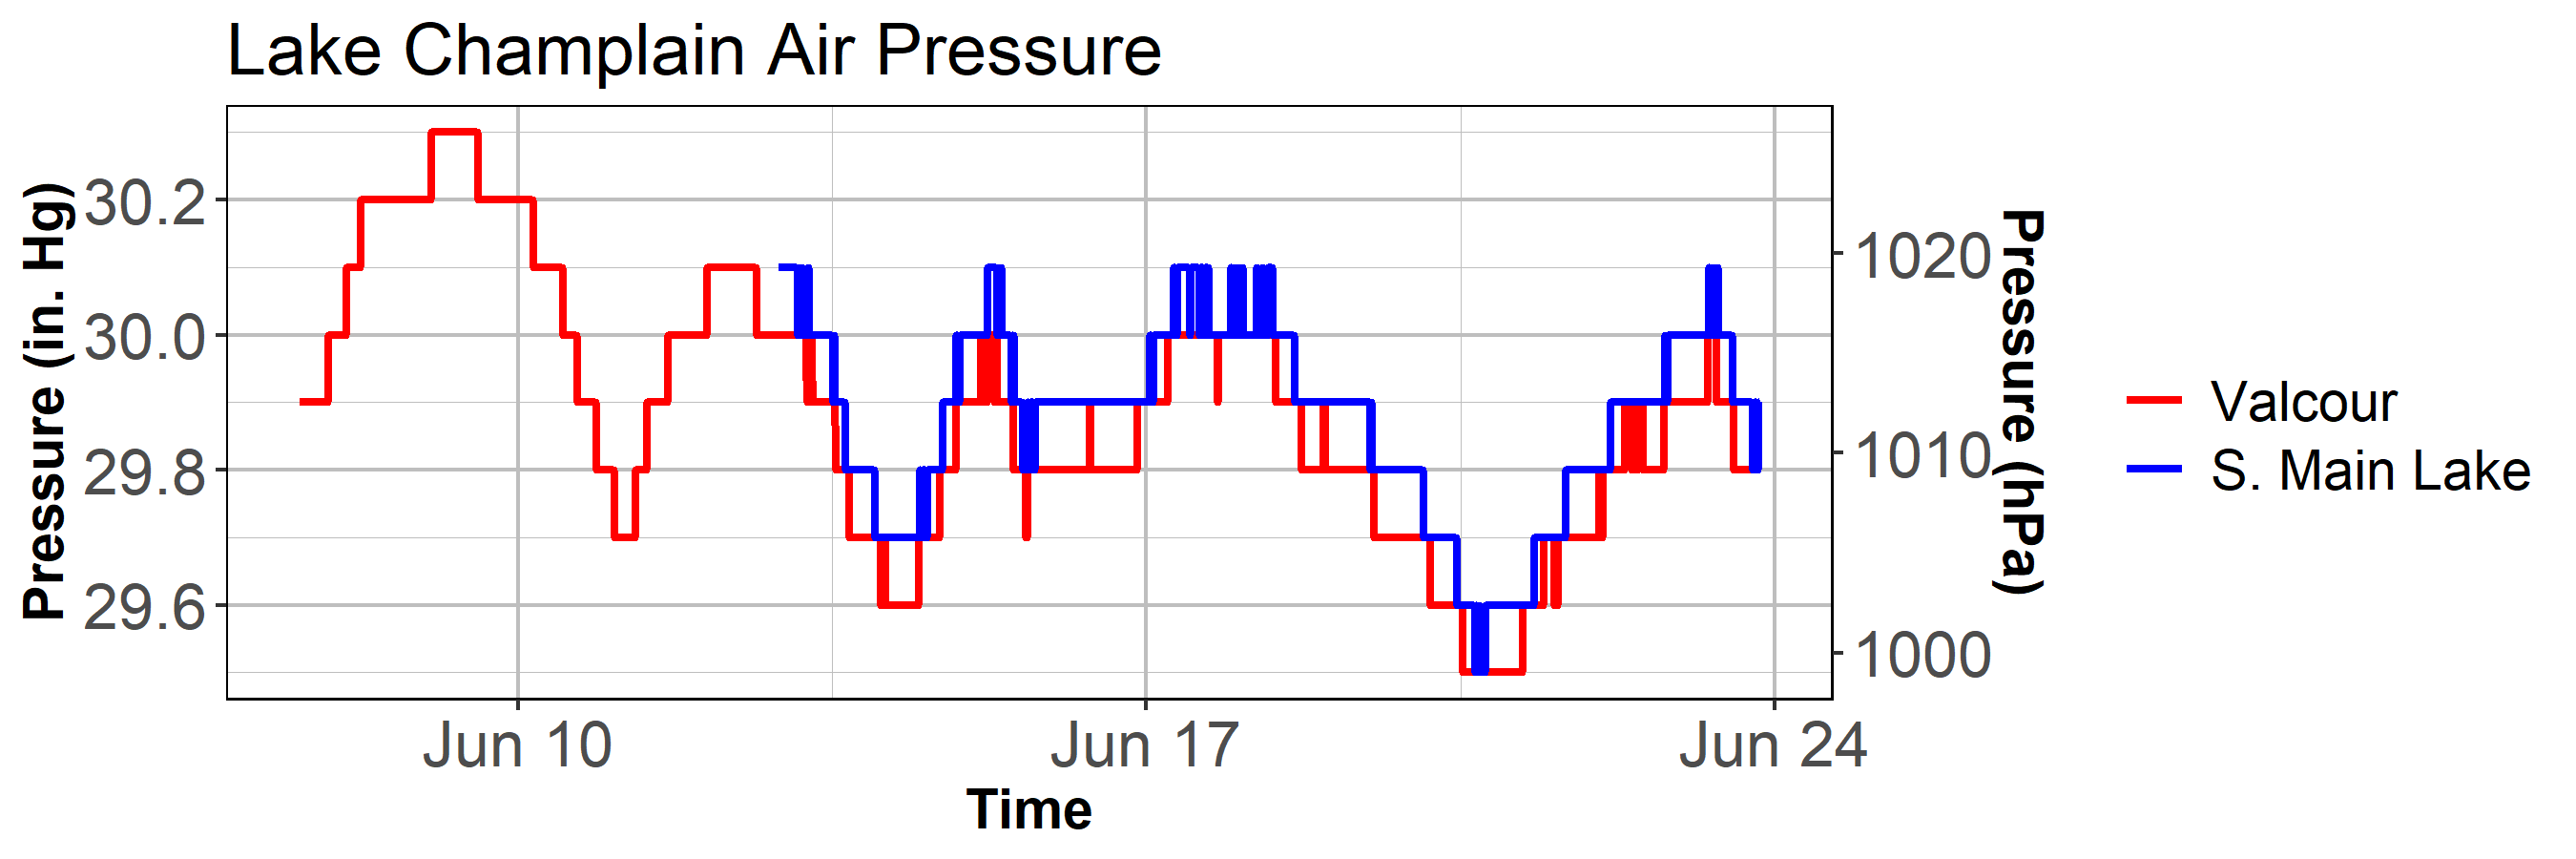 Lake Champlain Air Pressure
Pressure (in. Hg)
30.2
30.0
29.8
29.6
Jun 10
Jun 17
Jun 24
Time
1020
1010
1000
Pressure (hPa)
Valcour
S. Main Lake